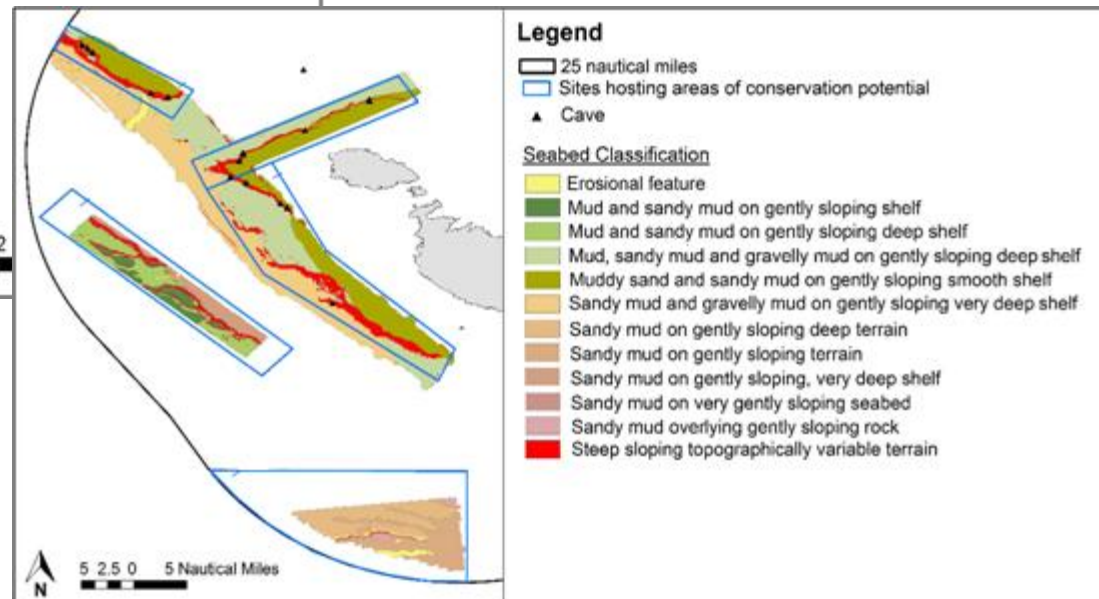 2
N
5 2.5 0 5 Nautical Miles
Legend
25 nautical miles
Sites hosting areas of conservation potential
Cave
Seabed Classification
Erosional feature
Mud and sandy mud on gently sloping shelf
Mud and sandy mud on gently sloping deep shelf
Mud, sandy mud and gravelly mud on gently sloping deep shelf
Muddy sand and sandy mud on gently sloping smooth shelf
Sandy mud and gravelly mud on gently sloping very deep shelf
Sandy mud on gently sloping deep terrain
Sandy mud on gently sloping terrain
Sandy mud on gently sloping, very deep shelf
Sandy mud on very gently sloping seabed
Sandy mud overlying gently sloping rock
Steep sloping topographically variable terrain